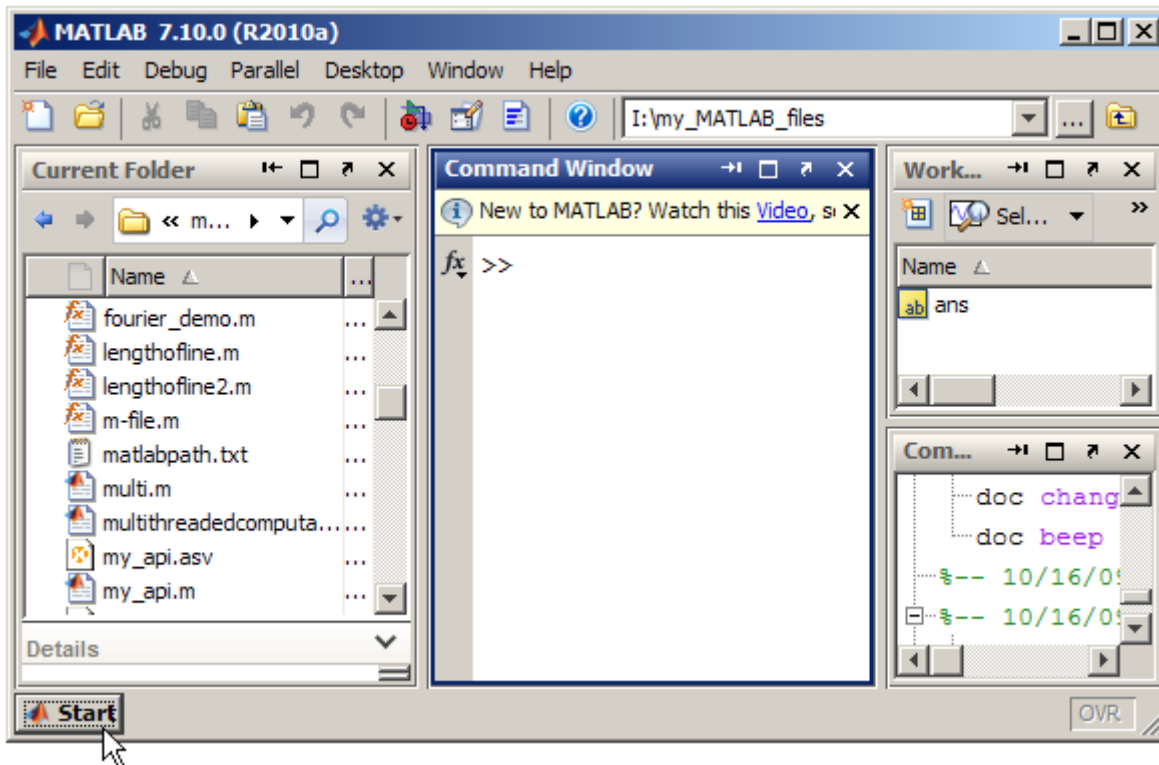 MATLAB 7.10.0 (R2010a)
File Edit Debug Parallel Desktop Window Help
I:\my_MATLAB_files ...
Current Folder
« m...
Name ...
fourier_demo.m ...
lengthofline.m ...
lengthofline2.m ...
m-file.m ...
matlabpath.txt ...
multi.m ...
multithreadedcomputa... ...
my_api.asv ...
my_api.m ...
Details
Command Window
New to MATLAB? Watch this Video, s
fx >>
Work...
Sel... »
Name
ab ans
Com...
doc chang
doc beep
%-- 10/16/0
%-- 10/16/0
Start
OVR